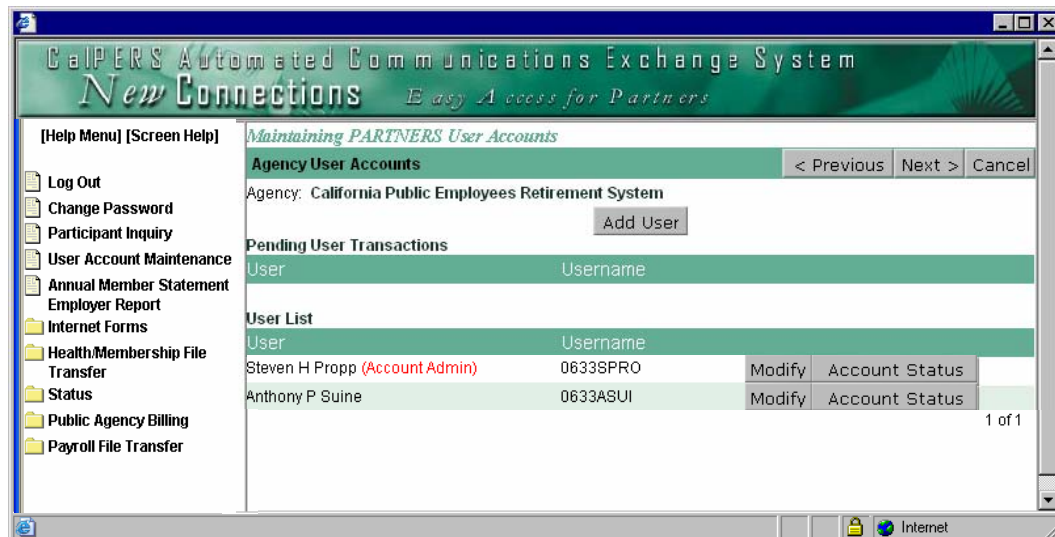 CalPERS Automated Communications Exchange System
New Connections Easy Access for Partners
[Help Menu] [Screen Help]
Log Out
Change Password
Participant Inquiry
User Account Maintenance
Annual Member Statement
Employer Report
Internet Forms
Health/Membership File
Transfer
Status
Public Agency Billing
Payroll File Transfer
Maintaining PARTNERS User Accounts
Agency User Accounts < Previous Next > Cancel
Agency: California Public Employees Retirement System
Add User
Pending User Transactions
User Username
User List
User Username
Steven H Propp (Account Admin) 0633SPRO Modify Account Status
Anthony P Suine 0633ASUI Modify Account Status
1 of 1
Internet